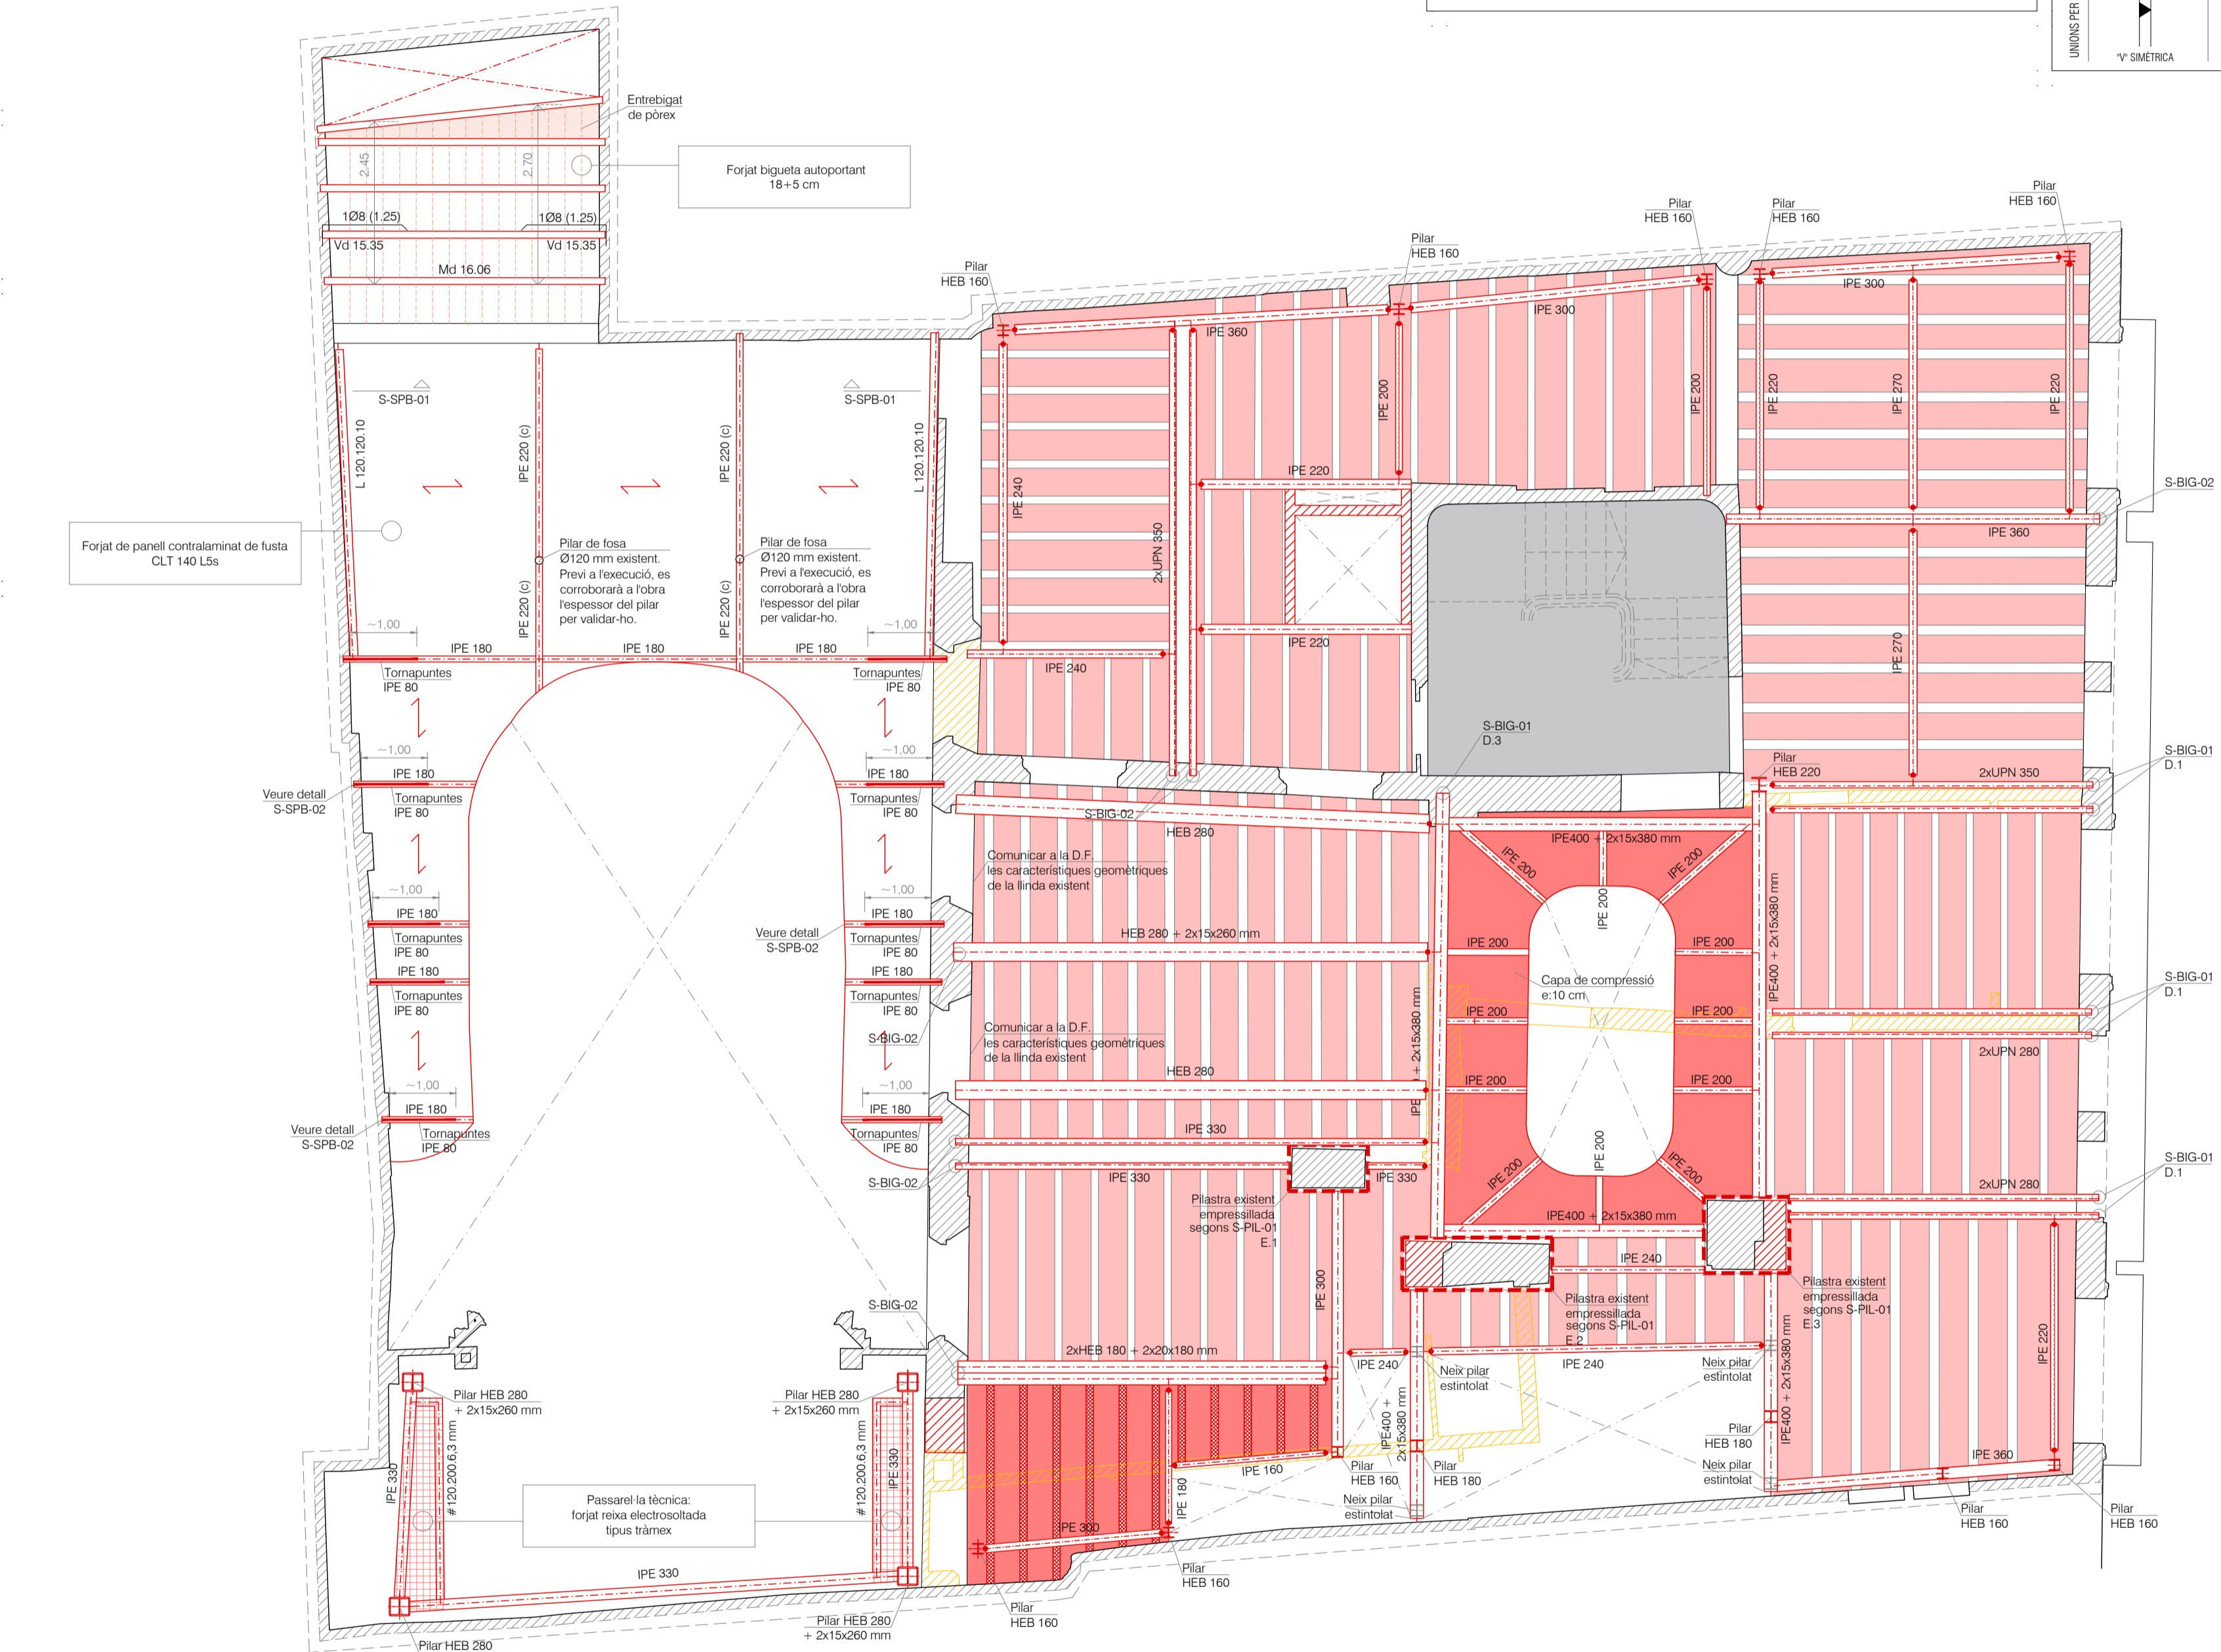 UNIONS PER
"V" SIMÈTRICA
Entrebigat
de pòrex
2.45
2.70
Forjat bigueta autoportant
18+5 cm
1Ø8 (1.25)
1Ø8 (1.25)
Vd 15.35
Vd 15.35
Md 16.06
Pilar
HEB 160
Pilar
HEB 160
Pilar
HEB 160
Pilar
HEB 160
Pilar
HEB 160
IPE 360
IPE 300
IPE 300
S-SPB-01
S-SPB-01
L 120.120.10
IPE 220 (c)
IPE 220 (c)
L 120.120.10
IPE 200
IPE 200
IPE 220
IPE 270
IPE 220
IPE 220
IPE 240
2xUPN 350
S-BIG-02
IPE 360
Forjat de panell contralaminat de fusta
CLT 140 L5s
Pilar de fosa
Ø120 mm existent.
Previ a l'execució, es
corroborarà a l'obra
l'espessor del pilar
per validar-ho.
Pilar de fosa
Ø120 mm existent.
Previ a l'execució, es
corroborarà a l'obra
l'espessor del pilar
per validar-ho.
IPE 220 (c)
IPE 220 (c)
~1,00
~1,00
IPE 180
IPE 180
IPE 180
IPE 220
IPE 240
IPE 270
Tornapuntes
IPE 80
Tornapuntes
IPE 80
~1,00
~1,00
IPE 180
IPE 180
Veure detall
S-SPB-02
Tornapuntes
IPE 80
Tornapuntes
IPE 80
S-BIG-01
D.3
Pilar
HEB 220
2xUPN 350
S-BIG-01
D.1
S-BIG-02
HEB 280
IPE400 + 2x15x380 mm
IPE 200
IPE 200
IPE 200
Comunicar a la D.F.
les característiques geomètriques
de la llinda existent
~1,00
~1,00
IPE 180
IPE 180
Tornapuntes
IPE 80
Veure detall
S-SPB-02
Tornapuntes
IPE 80
HEB 280 + 2x15x260 mm
IPE 200
IPE 200
IPE400 + 2x15x380 mm
IPE 180
IPE 180
Tornapuntes
IPE 80
Tornapuntes
IPE 80
Capa de compressió
e:10 cm
S-BIG-01
D.1
IPE 200
IPE 200
S-BIG-02
Comunicar a la D.F.
les característiques geomètriques
de la llinda existent
+ 2x15x380 mm
2xUPN 280
HEB 280
IPE 200
IPE 200
~1,00
~1,00
IPE 180
IPE 180
Veure detall
S-SPB-02
Tornapuntes
IPE 80
Tornapuntes
IPE 80
IPE 330
IPE 200
IPE 200
IPE 200
S-BIG-01
D.1
S-BIG-02
IPE 330
IPE 330
2xUPN 280
Pilastra existent
empressillada
segons S-PIL-01
E.1
IPE400 + 2x15x380 mm
IPE 240
IPE 300
S-BIG-02
Pilastra existent
empressillada
segons S-PIL-01
E.2
Pilastra existent
empressillada
segons S-PIL-01
E.3
IPE 220
2xHEB 180 + 2x20x180 mm
IPE 240
IPE 240
Neix pilar
estintolat
Neix pilar
estintolat
IPE400 + 2x15x380 mm
IPE400 +
2x15x380 mm
Pilar HEB 280
+ 2x15x260 mm
Pilar HEB 280
+ 2x15x260 mm
Pilar
HEB 180
IPE 330
#120.200.6,3 mm
#120.200.6,3 mm
IPE 330
IPE 160
IPE 180
Pilar
HEB 160
Pilar
HEB 180
Neix pilar
estintolat
IPE 360
Neix pilar
estintolat
Pilar
HEB 160
Pilar
HEB 160
Passarel·la tècnica:
forjat reixa electrosoltada
tipus tràmex
IPE 300
IPE 330
Pilar
HEB 160
Pilar
HEB 160
Pilar HEB 280
+ 2x15x260 mm
Pilar HEB 280